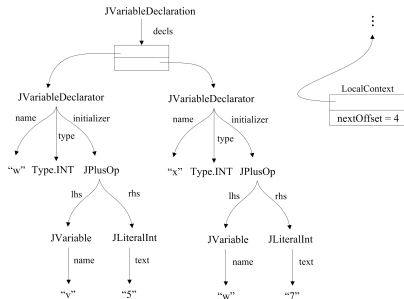 JVariableDeclaration
decls
LocalContext
nextOffset = 4
JVariableDeclarator JVariableDeclarator
name initializer name initializer
type type
“w” Type.INT JPlusOp “x” Type.INT JPlusOp
lhs rhs lhs rhs
JVariable JLiteralInt JVariable JLiteralInt
name text name text
“v” “5” “w” “7”